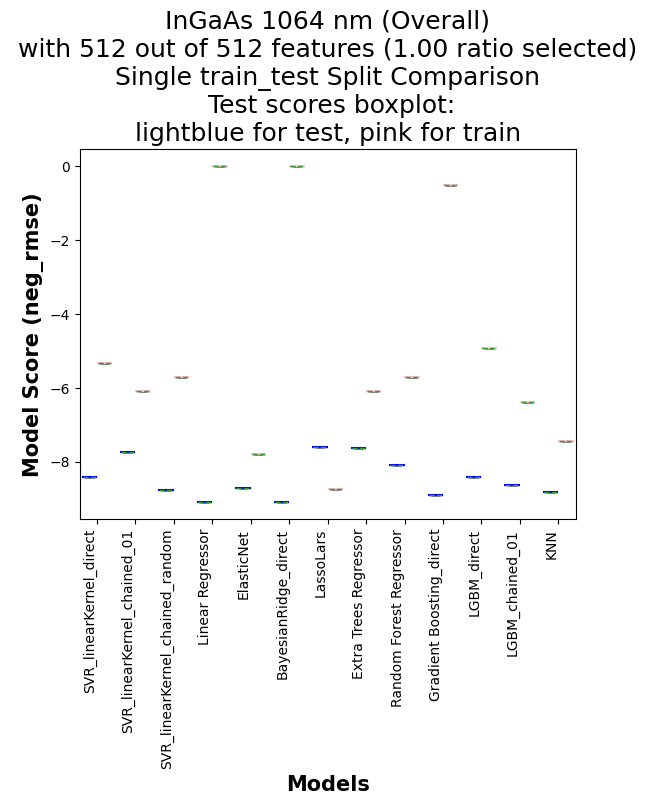 InGaAs 1064 nm (Overall)
with 512 out of 512 features (1.00 ratio selected)
Single train_test Split Comparison
Test scores boxplot:
lightblue for test, pink for train
Model Score (neg_rmse)
0
−2
−4
−6
−8
SVR_linearKernel_direct
SVR_linearKernel_chained_01
SVR_linearKernel_chained_random
Linear Regressor
ElasticNet
BayesianRidge_direct
LassoLars
Extra Trees Regressor
Random Forest Regressor
Gradient Boosting_direct
LGBM_direct
LGBM_chained_01
KNN
Models